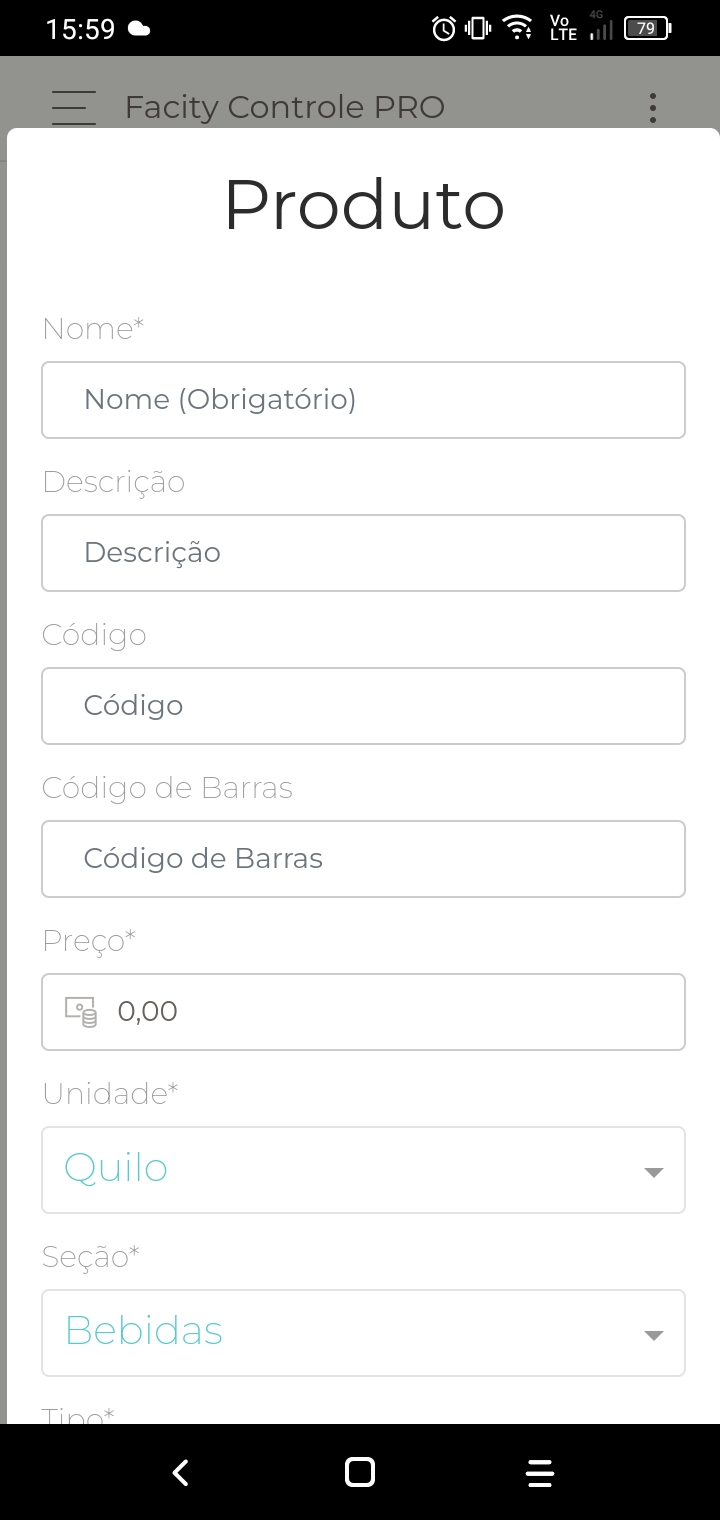 15:59
Vo
LTE
4G
79
Facity Controle PRO
Produto
Nome*
Nome (Obrigatório)
Descrição
Descrição
Código
Código
Código de Barras
Código de Barras
Preço*
0,00
Unidade*
Quilo
Seção*
Bebidas
Tipo*